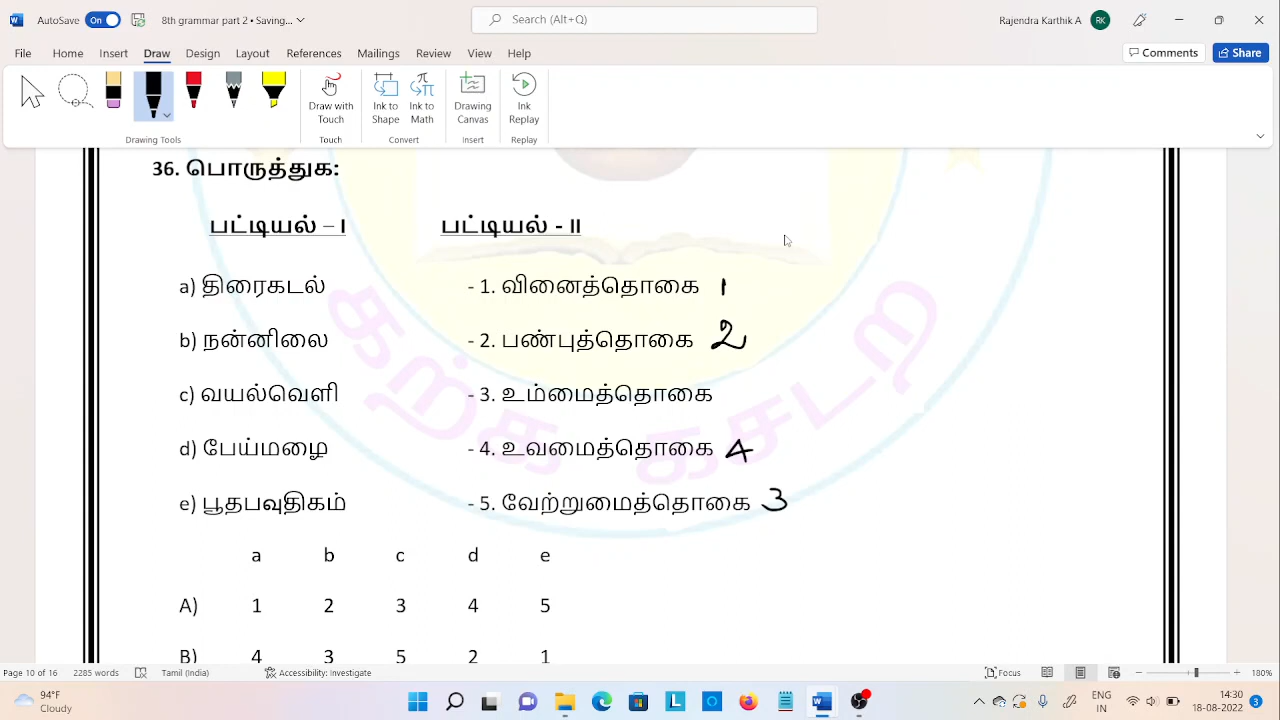 AutoSave On 8th grammar part 2 • Saving... Search (Alt+Q) Rajendra Karthik A RK
File Home Insert Draw Design Layout References Mailings Review View Help Comments Share
Draw with Touch Ink to Shape Ink to Math Drawing Canvas Ink Replay
Drawing Tools Touch Convert Insert Replay
36. பொருத்துக:
பட்டியல் – I பட்டியல் - II
a) திரைகடல் - 1. வினைத்தொகை 1
b) நன்னிலை - 2. பண்புத்தொகை 2
c) வயல்வெளி - 3. உம்மைத்தொகை
d) பேய்மழை - 4. உவமைத்தொகை 4
e) பூதபவுதிகம் - 5. வேற்றுமைத்தொகை 3
a b c d e
A) 1 2 3 4 5
B) 4 3 5 2 1
கற்க கசடற
Page 10 of 16 2285 words Tamil (India) Accessibility: Investigate Focus 180%
94°F Sunny ENG IN 14:30 18-08-2022 3